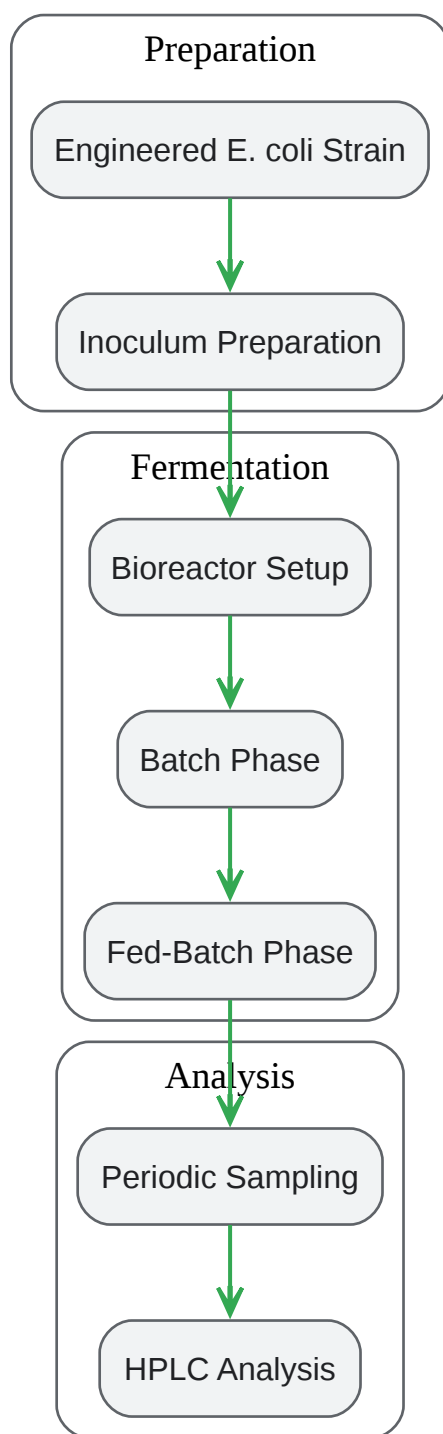 Preparation
Engineered E. coli Strain
Inoculum Preparation
Fermentation
Bioreactor Setup
Batch Phase
Fed-Batch Phase
Analysis
Periodic Sampling
HPLC Analysis